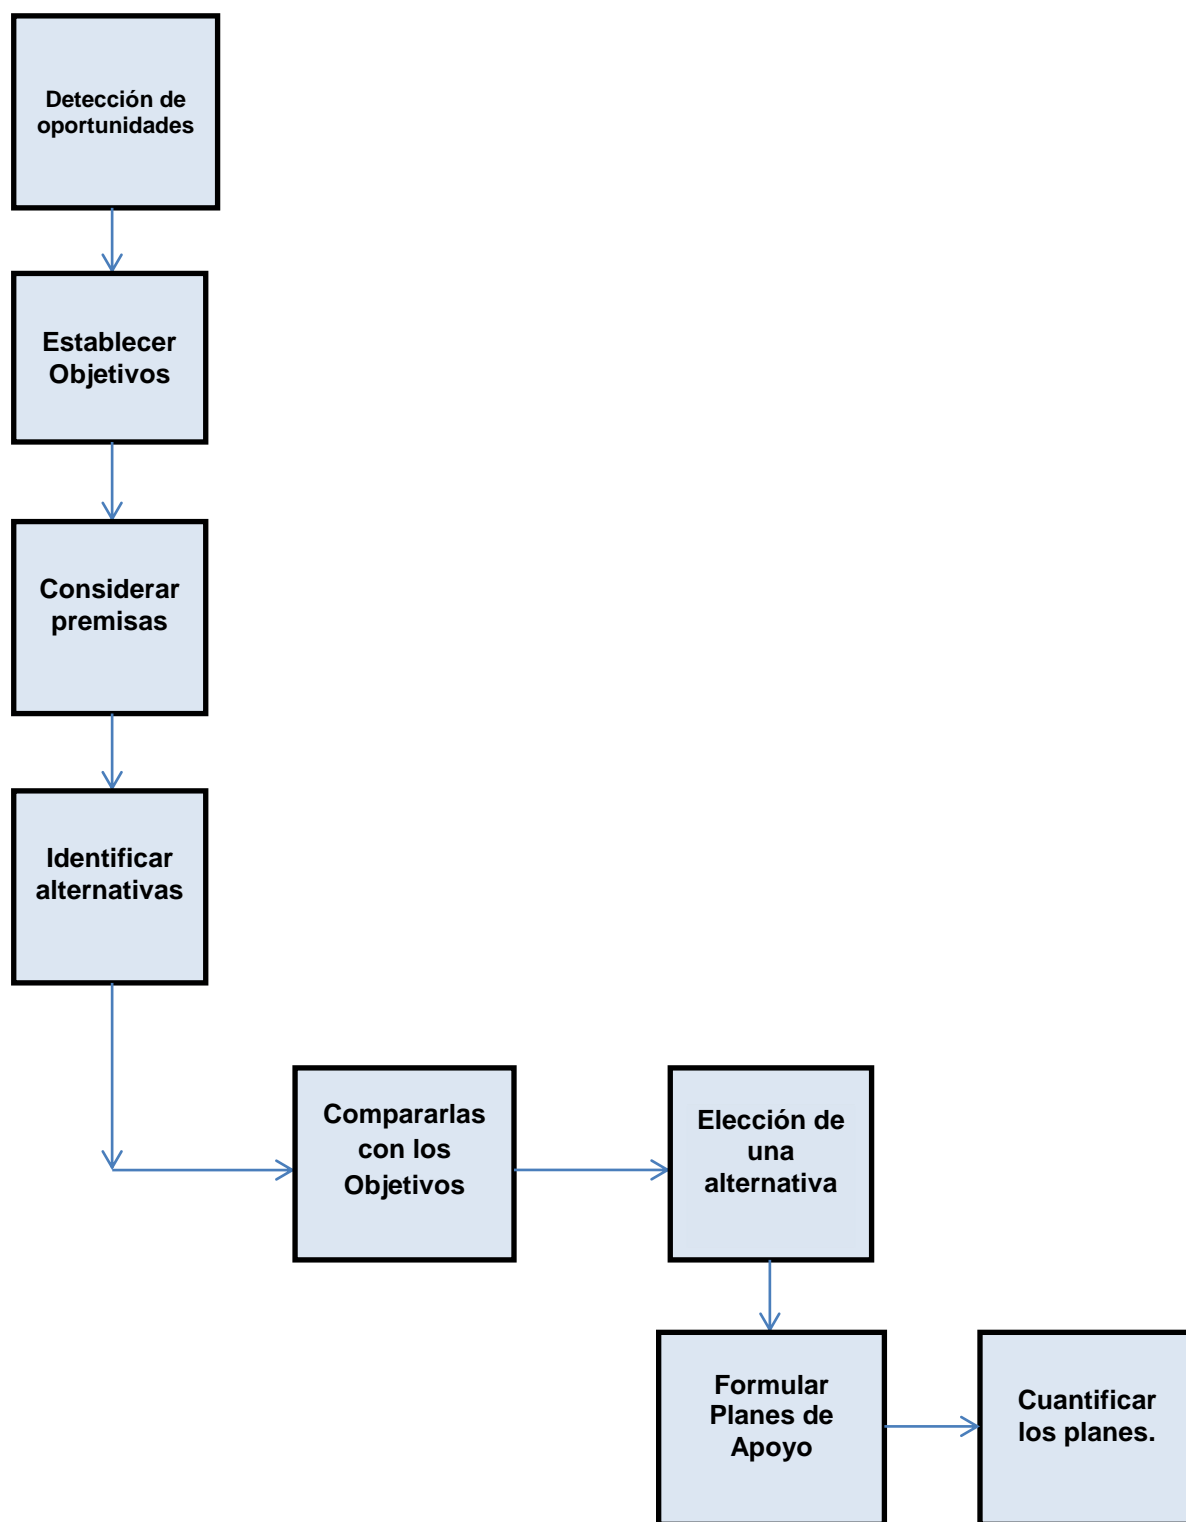 Detección de
oportunidades
Establecer
Objetivos
Considerar
premisas
Identificar
alternativas
Compararlas
con los
Objetivos
Elección de
una
alternativa
Formular
Planes de
Apoyo
Cuantificar
los planes.